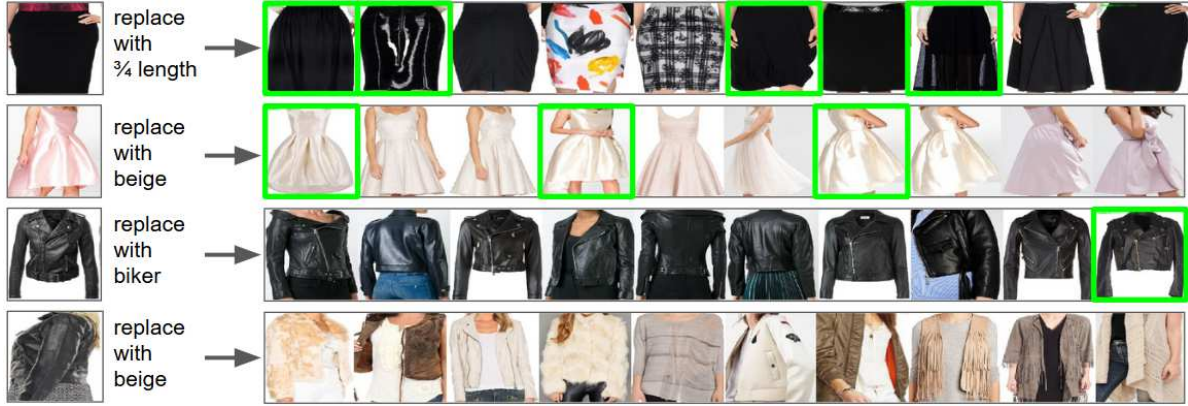 replace
with
¾ length
replace
with
beige
replace
with
biker
replace
with
beige